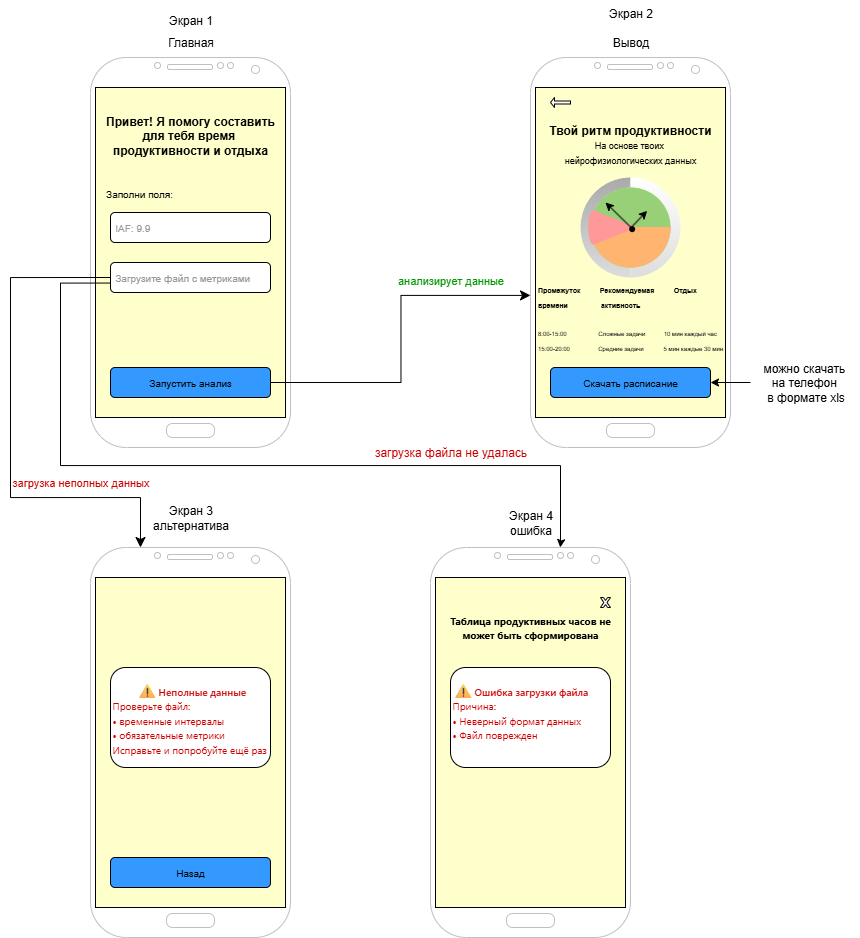 Экран 1
Главная
Экран 2
Вывод
Привет! Я помогу составить
для тебя время
продуктивности и отдыха
Заполни поля:
IAF: 9.9
Загрузите файл с метриками
Запустить анализ
анализирует данные
Твой ритм продуктивности
На основе твоих
нейрофизиологических данных
Промежуток Рекомендуемая Отдых
времени активность
8:00-15:00 Сложные задачи 10 мин каждый час
15:00-20:00 Средние задачи 5 мин каждые 30 мин
Скачать расписание
можно скачать
на телефон
в формате xls
загрузка файла не удалась
загрузка неполных данных
Экран 3
альтернатива
Экран 4
ошибка
⚠️ Неполные данные
Проверьте файл:
• временные интервалы
• обязательные метрики
Исправьте и попробуйте ещё раз
Назад
X
Таблица продуктивных часов не
может быть сформирована
⚠️ Ошибка загрузки файла
Причина:
• Неверный формат данных
• Файл поврежден